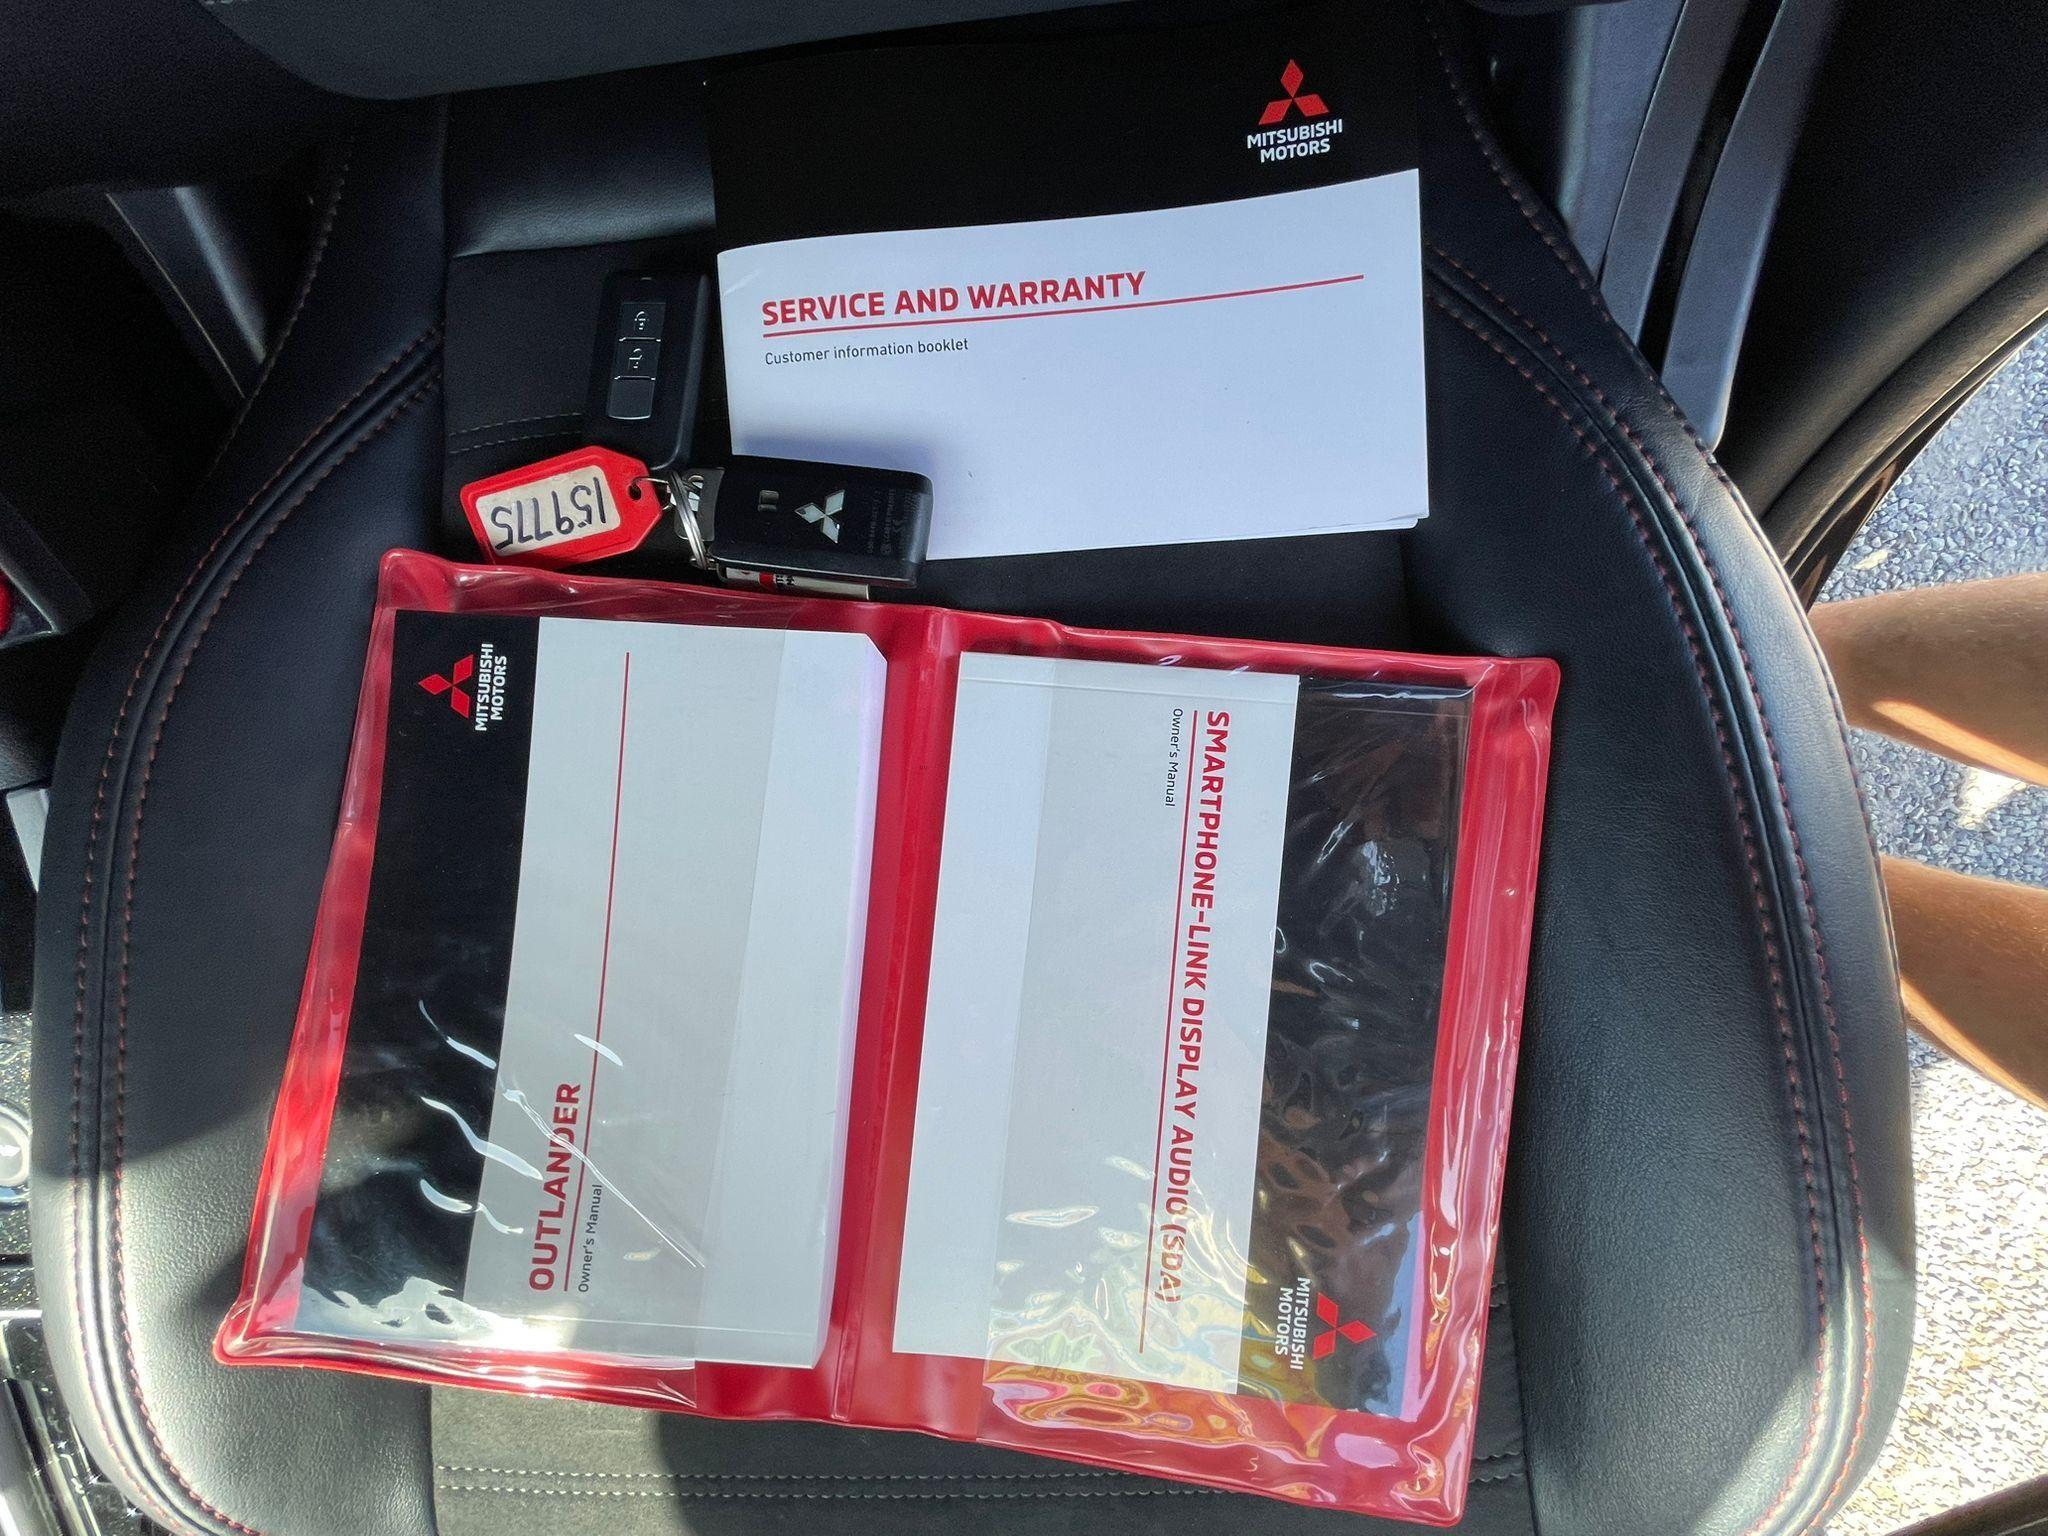 MITSUBISHI
MOTORS
SERVICE AND WARRANTY
Customer information booklet
159775
MITSUBISHI
MOTORS
OUTLANDER
Owner's Manual
SMARTPHONE-LINK DISPLAY AUDIO (SDA)
Owner's Manual
MITSUBISHI
MOTORS